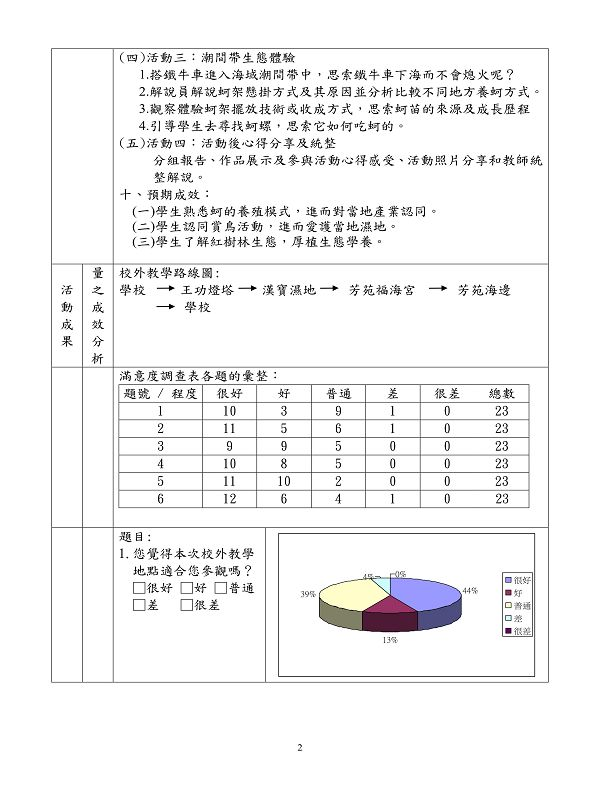 (四)活動三：潮間帶生態體驗
1.搭鐵牛車進入海域潮間帶中，思索鐵牛車下海而不會熄火呢？
2.解說員解說蚵架懸掛方式及其原因並分析比較不同地方養蚵方式。
3.觀察體驗蚵架擺放技術或收成方式，思索蚵苗的來源及成長歷程
4.引導學生去尋找蚵螺，思索它如何吃蚵的。
(五)活動四：活動後心得分享及統整
分組報告、作品展示及參與活動心得感受、活動照片分享和教師統
整解說。
十、預期成效：
(一)學生熟悉蚵的養殖模式，進而對當地產業認同。
(二)學生認同賞鳥活動，進而愛護當地濕地。
(三)學生了解紅樹林生態，厚植生態學養。
活動成果
量之成效分析
校外教學路線圖:
學校 → 王功燈塔 → 漢寶濕地 → 芳苑福海宮 → 芳苑海邊
→ 學校
滿意度調查表各題的彙整：
題號 / 程度 很好 好 普通 差 很差 總數
1 10 3 9 1 0 23
2 11 5 6 1 0 23
3 9 9 5 0 0 23
4 10 8 5 0 0 23
5 11 10 2 0 0 23
6 12 6 4 1 0 23
題目:
1.您覺得本次校外教學
地點適合您參觀嗎？
□很好 □好 □普通
□差 □很差
44%
13%
39%
4%
0%
很好
好
普通
差
很差
2